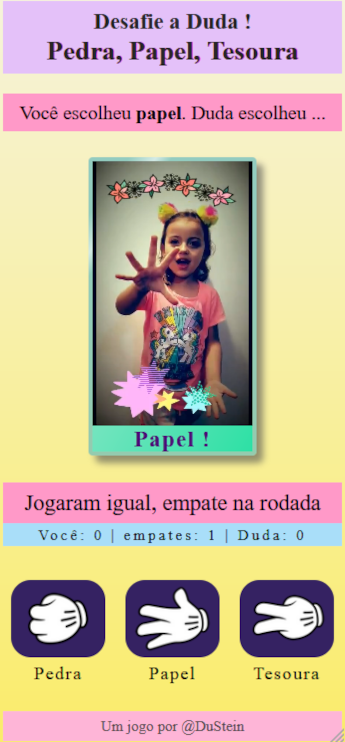 Desafie a Duda !
Pedra, Papel, Tesoura
Você escolheu papel. Duda escolheu ...
Papel !
Jogaram igual, empate na rodada
Você: 0 | empates: 1 | Duda: 0
Pedra
Papel
Tesoura
Um jogo por @DuStein